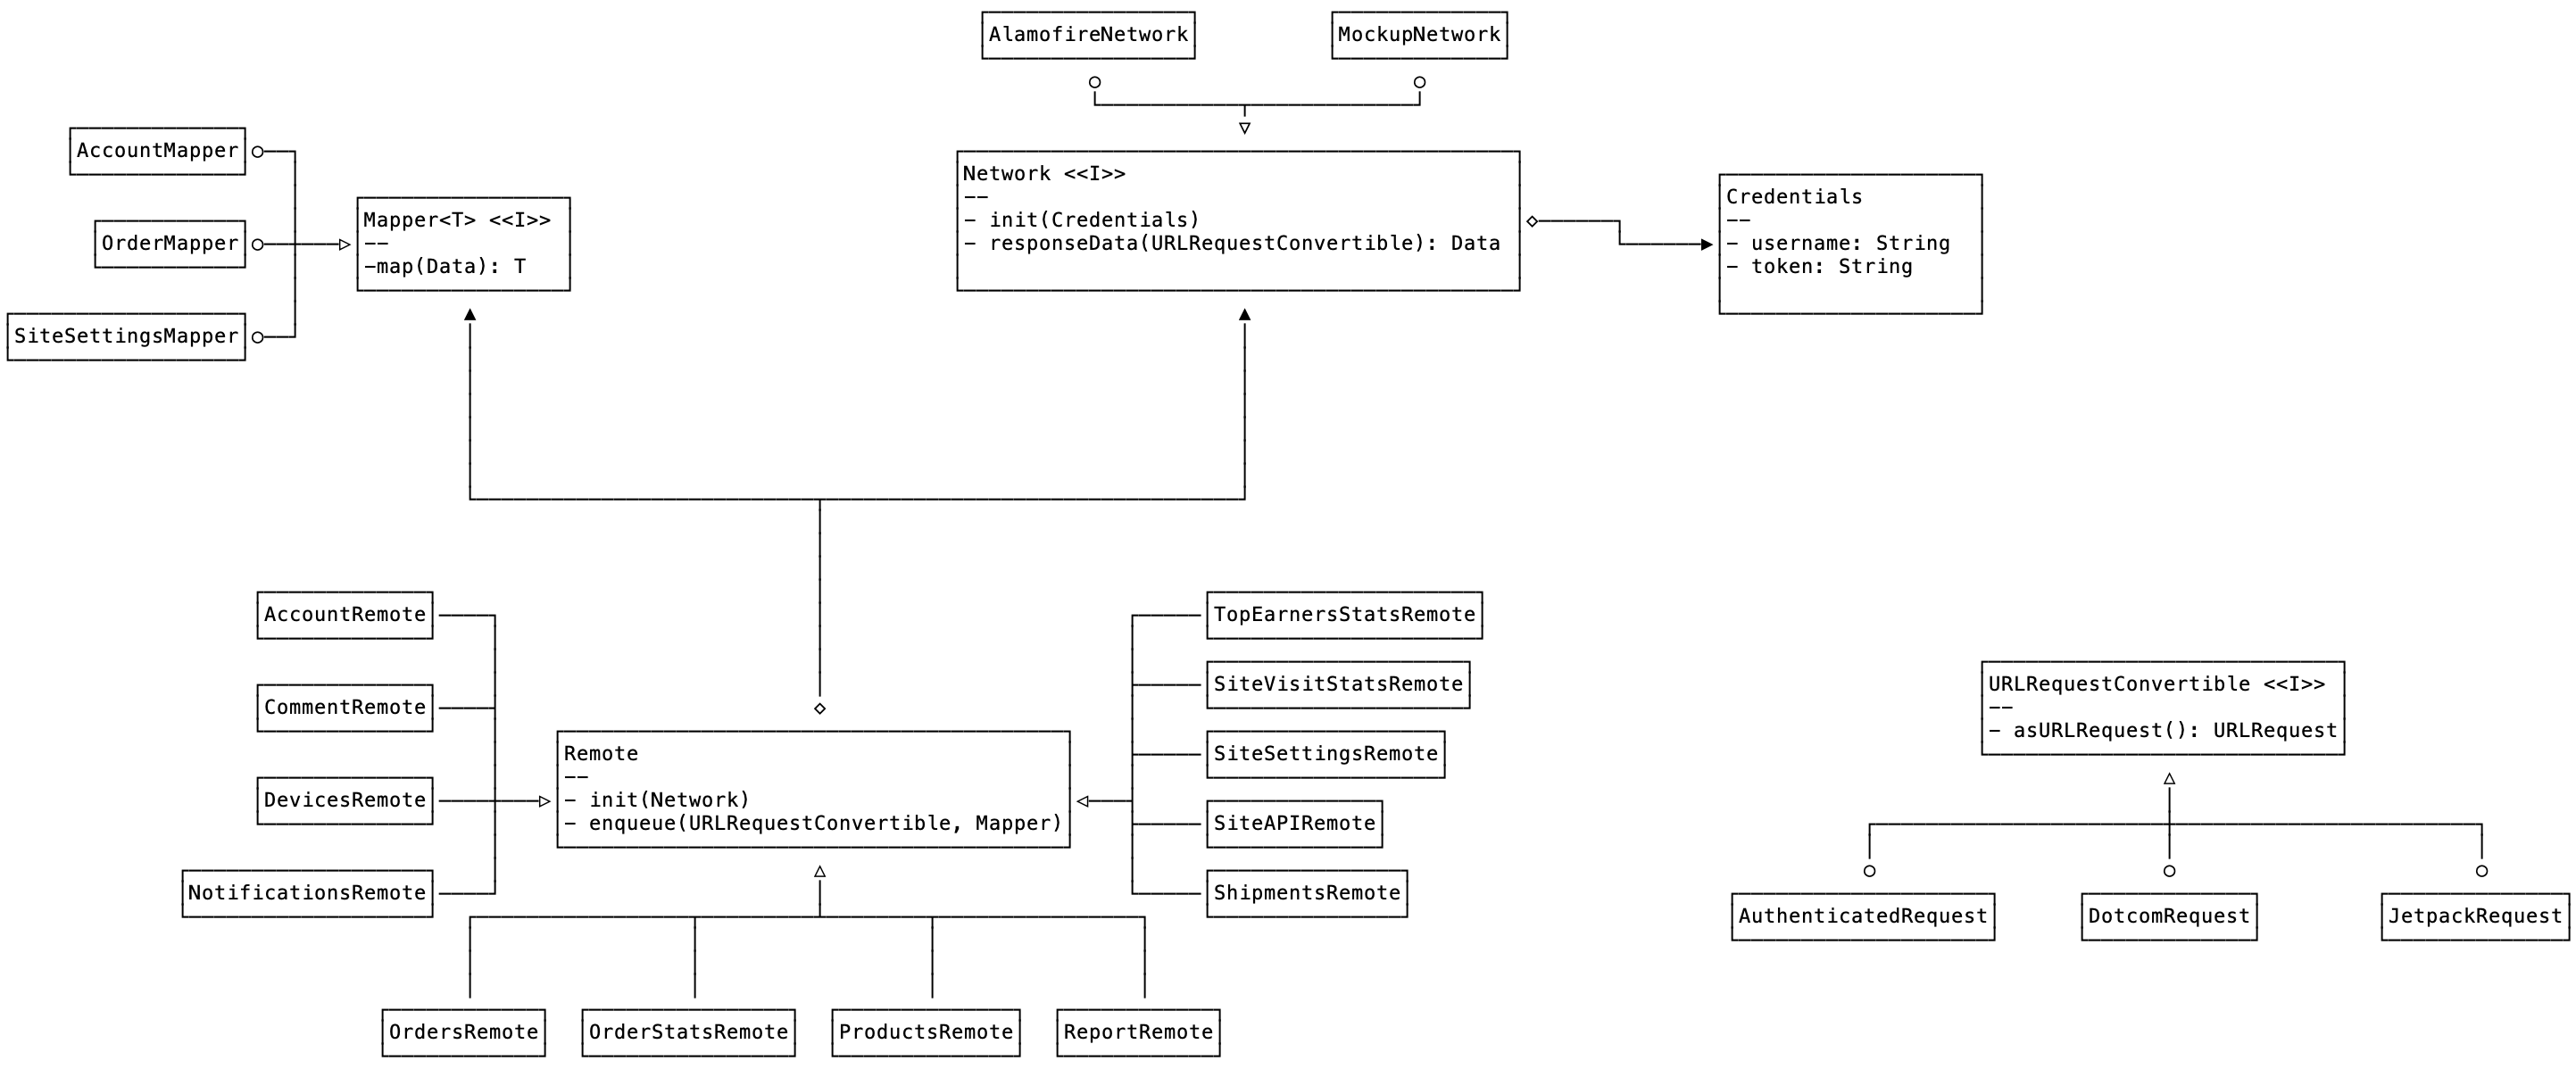 AlamofireNetwork
MockupNetwork
AccountMapper
OrderMapper
SiteSettingsMapper
Mapper<T> <<I>>
--
-map(Data): T
Network <<I>>
--
- init(Credentials)
- responseData(URLRequestConvertible): Data
Credentials
--
- username: String
- token: String
AccountRemote
CommentRemote
DevicesRemote
NotificationsRemote
Remote
--
- init(Network)
- enqueue(URLRequestConvertible, Mapper)
TopEarnersStatsRemote
SiteVisitStatsRemote
SiteSettingsRemote
SiteAPIRemote
ShipmentsRemote
OrdersRemote
OrderStatsRemote
ProductsRemote
ReportRemote
URLRequestConvertible <<I>>
--
- asURLRequest(): URLRequest
AuthenticatedRequest
DotcomRequest
JetpackRequest